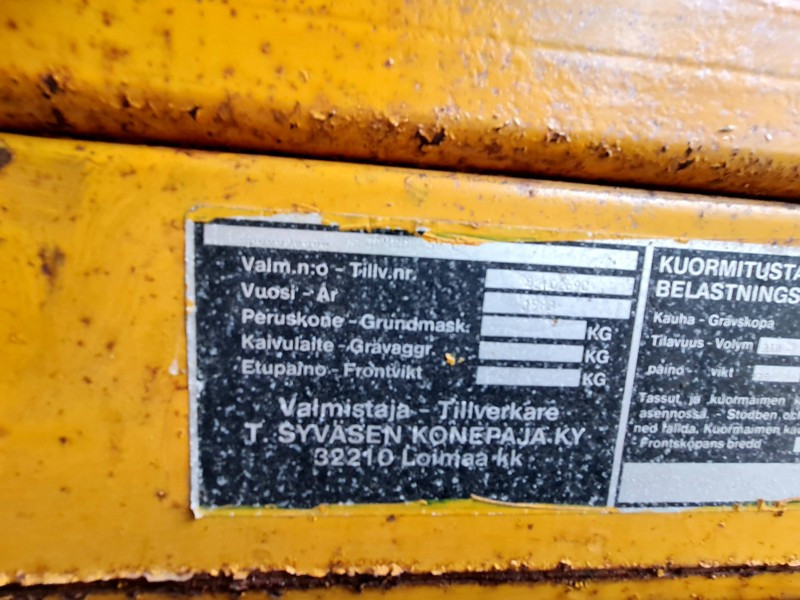 Valm.n:o - Tillv.nr.
Vuosi - År
Peruskone - Grundmask.
KG
Kaivulaite - Grävaggr.
KG
Etupaino - Frontvikt
KG
Valmistaja - Tillverkare
T. SYVÄSEN KONEPAJA KY
32210 Loimaa kk
KUORMITUSTA
BELASTNINGS
Kauha - Grävskopa
Tilavuus - Volym
paino - vikt
Tassut ja kuormaimen k
asennossa. - Stödben oc
ned fällda. Kuormaimen kau
Frontskopans bredd